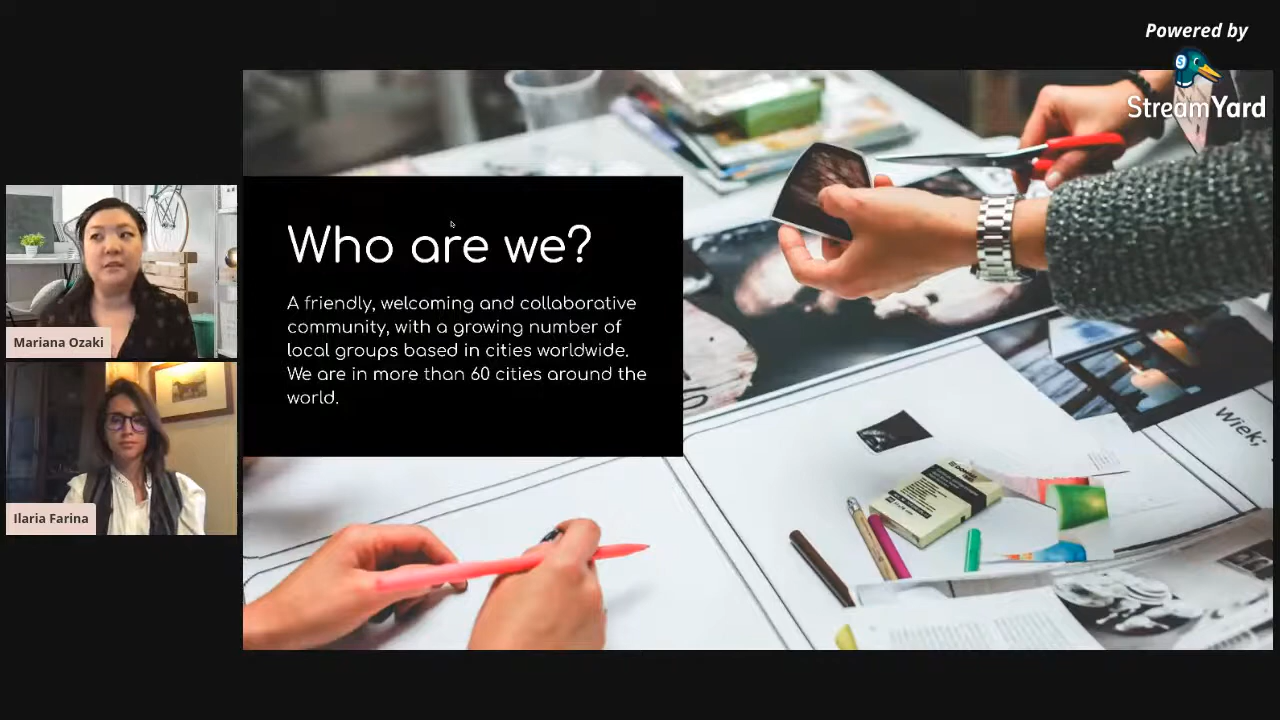 Powered by
StreamYard
Who are we?
A friendly, welcoming and collaborative
community, with a growing number of
local groups based in cities worldwide.
We are in more than 60 cities around the
world.
Mariana Ozaki
Ilaria Farina
Wiek;